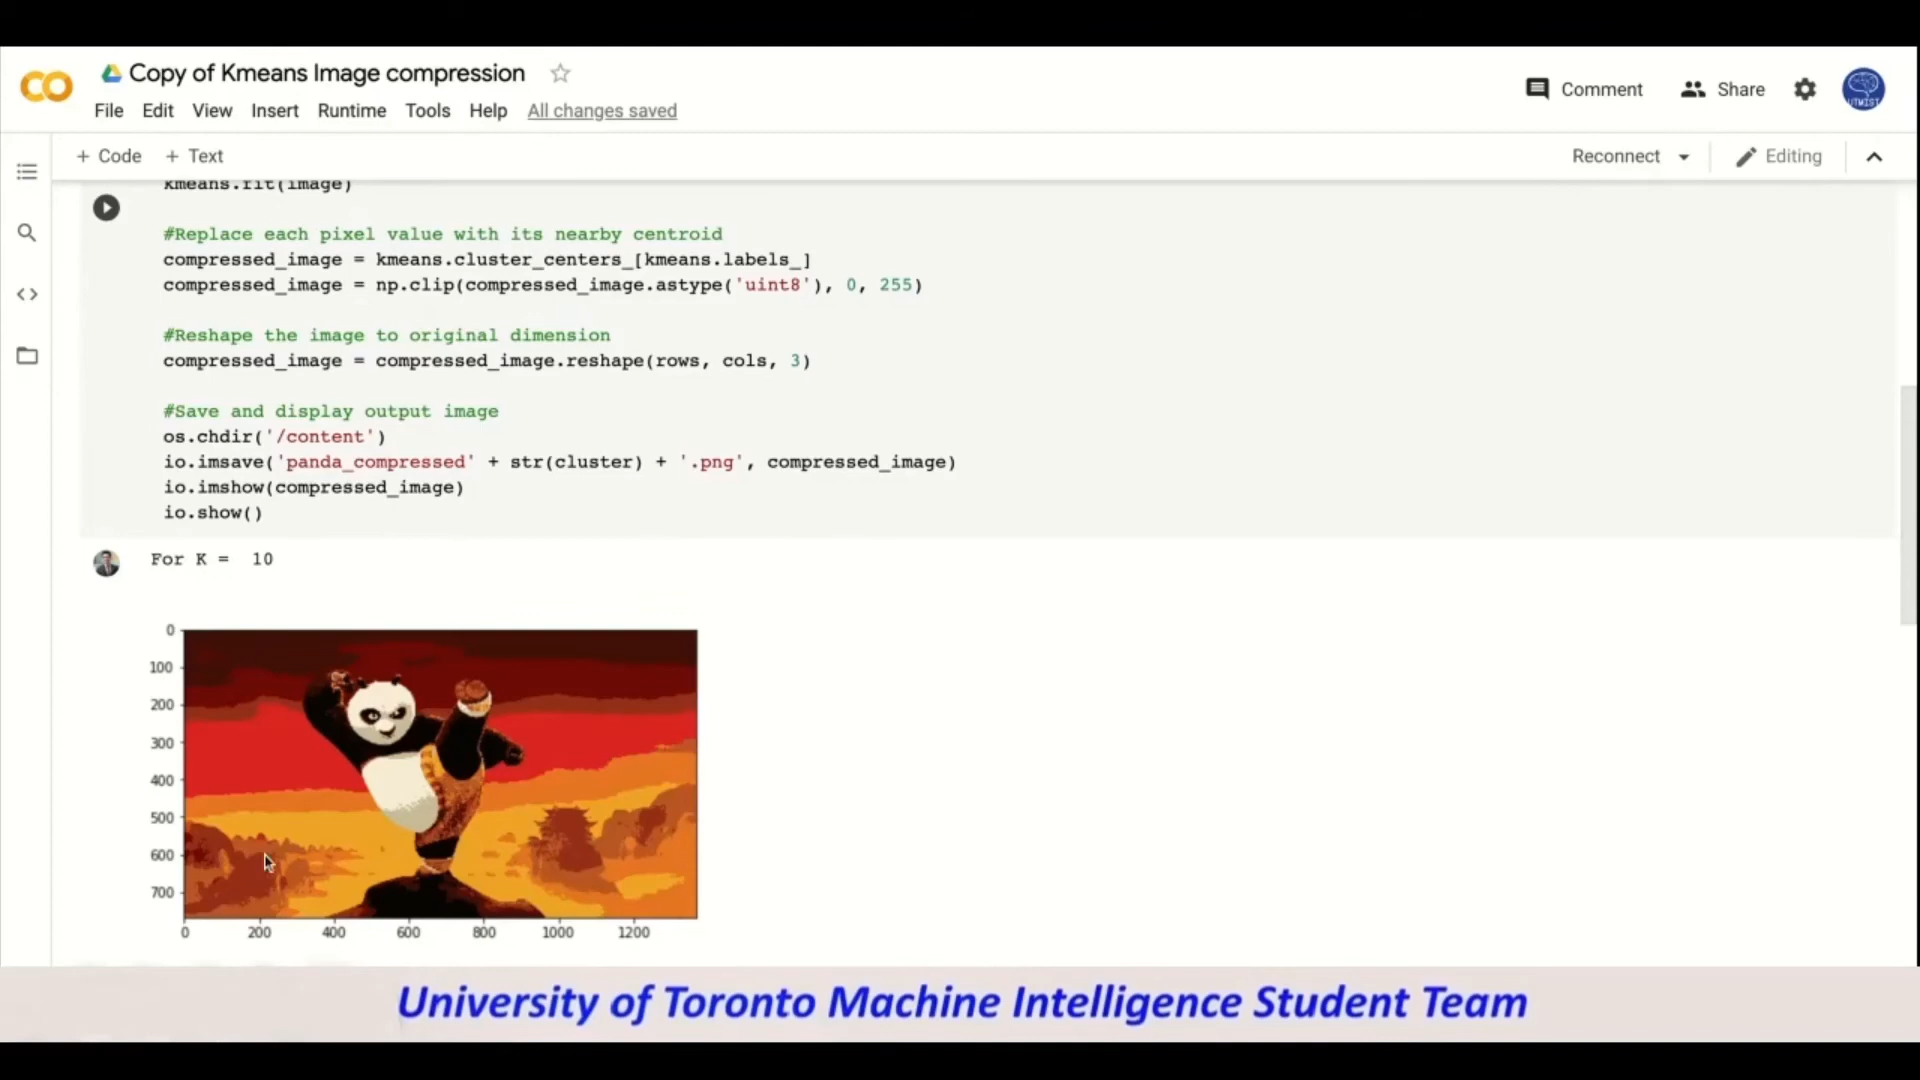 Copy of Kmeans Image compression
File Edit View Insert Runtime Tools Help All changes saved
Comment Share
UTMIST
+ Code + Text
Reconnect Editing
kmeans.fit(image)
#Replace each pixel value with its nearby centroid
compressed_image = kmeans.cluster_centers_[kmeans.labels_]
compressed_image = np.clip(compressed_image.astype('uint8'), 0, 255)
#Reshape the image to original dimension
compressed_image = compressed_image.reshape(rows, cols, 3)
#Save and display output image
os.chdir('/content')
io.imsave('panda_compressed' + str(cluster) + '.png', compressed_image)
io.imshow(compressed_image)
io.show()
For K = 10
0
100
200
300
400
500
600
700
0 200 400 600 800 1000 1200
University of Toronto Machine Intelligence Student Team